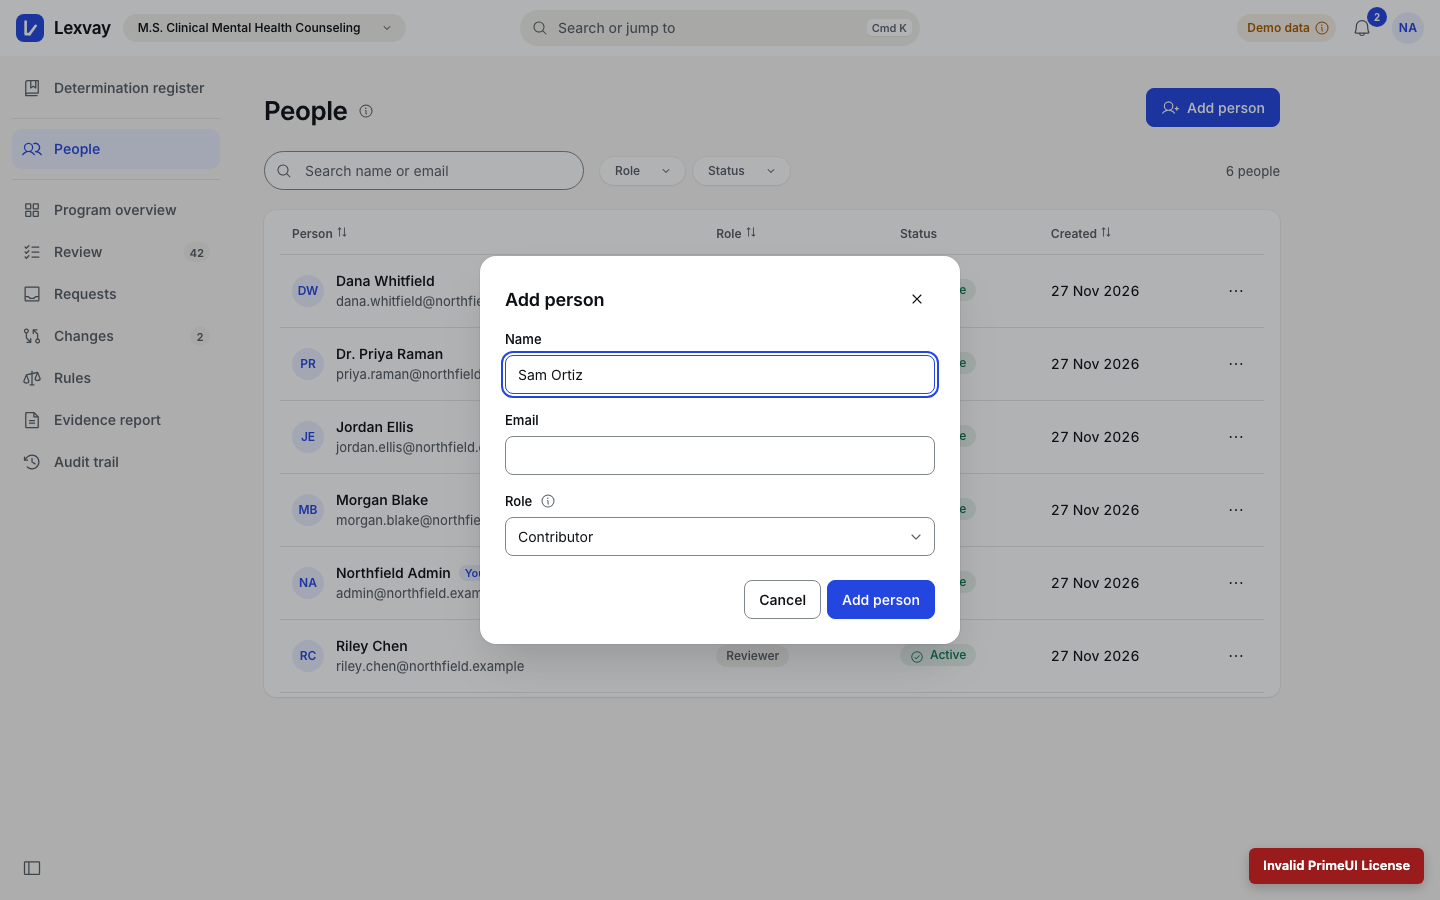 Lexvay
M.S. Clinical Mental Health Counseling
Search or jump to
Cmd K
Demo data
2
NA
Determination register
People
Program overview
Review
42
Requests
Changes
2
Rules
Evidence report
Audit trail
People
Add person
Search name or email
Role
Status
6 people
Person
Role
Status
Created
DW
Dana Whitfield
27 Nov 2026
PR
Dr. Priya Raman
27 Nov 2026
JE
Jordan Ellis
27 Nov 2026
MB
Morgan Blake
27 Nov 2026
NA
Northfield Admin
27 Nov 2026
RC
Riley Chen
riley.chen@northfield.example
Reviewer
Active
27 Nov 2026
Add person
Name
Sam Ortiz
Email
Role
Contributor
Cancel
Add person
Invalid PrimeUI License